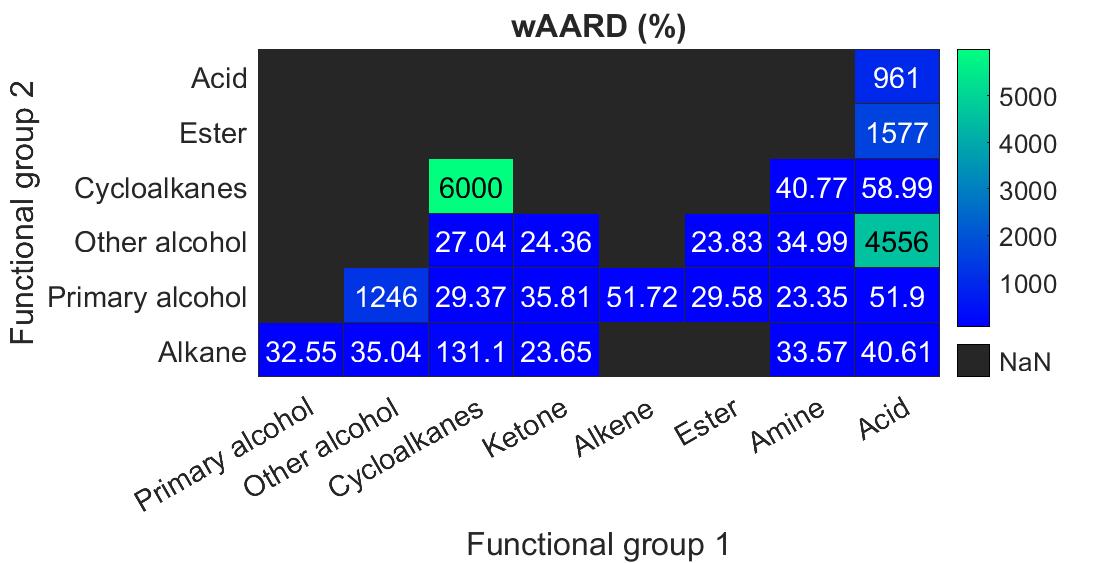 wAARD (%)
Functional group 2
Acid 961
Ester 1577
Cycloalkanes 6000 40.77 58.99
Other alcohol 27.04 24.36 23.83 34.99 4556
Primary alcohol 1246 29.37 35.81 51.72 29.58 23.35 51.9
Alkane 32.55 35.04 131.1 23.65 33.57 40.61
Primary alcohol
Other alcohol
Cycloalkanes
Ketone
Alkene
Ester
Amine
Acid
Functional group 1
5000
4000
3000
2000
1000
NaN